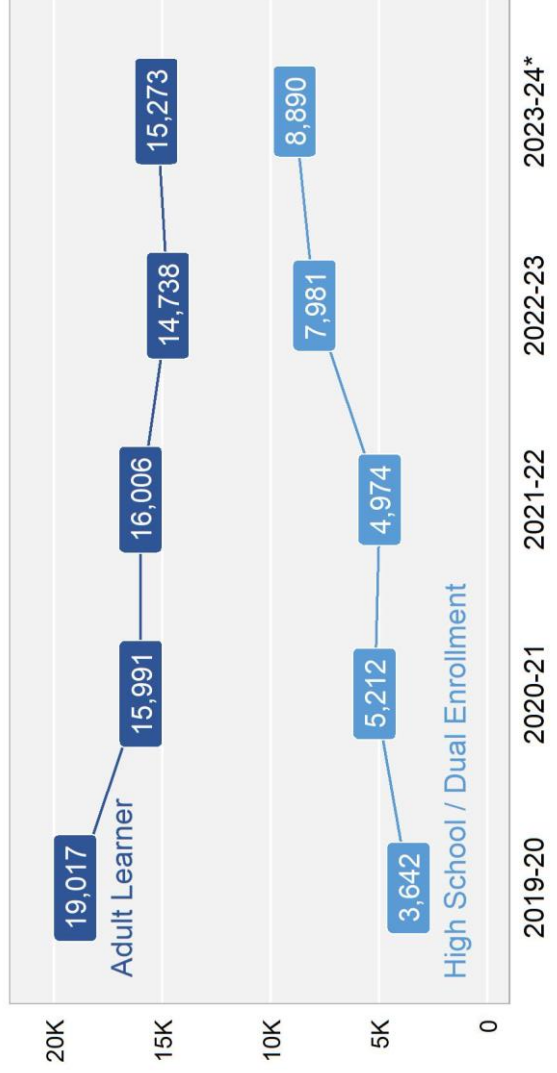 20K
15K
10K
5K
0
19,017
15,991
16,006
14,738
15,273
Adult Learner
3,642
5,212
4,974
7,981
8,890
High School / Dual Enrollment
2019-20
2020-21
2021-22
2022-23
2023-24*